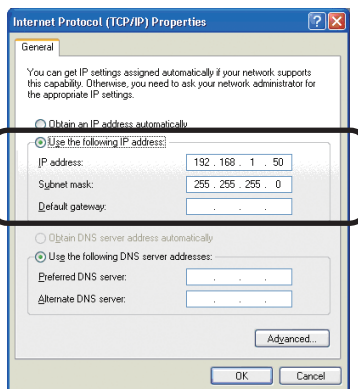 Internet Protocol (TCP/IP) Properties
General
You can get IP settings assigned automatically if your network supports
this capability. Otherwise, you need to ask your network administrator for
the appropriate IP settings.
Obtain an IP address automatically
Use the following IP address:
IP address: 192 . 168 . 1 . 50
Subnet mask: 255 . 255 . 255 . 0
Default gateway: . . .
Obtain DNS server address automatically
Use the following DNS server addresses:
Preferred DNS server: . . .
Alternate DNS server: . . .
Advanced...
OK Cancel